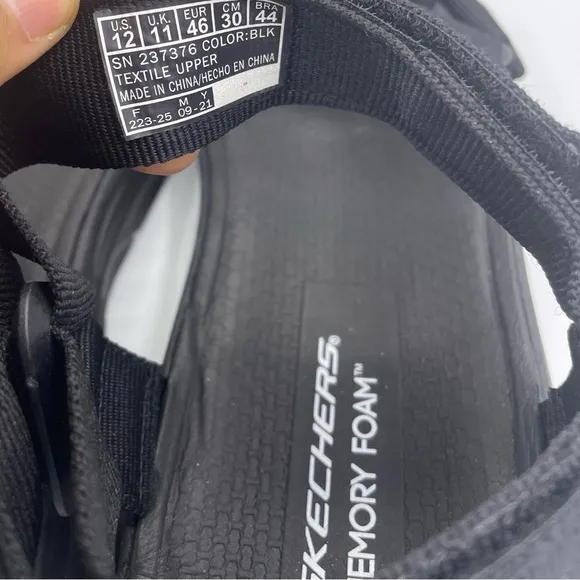 U.S. U.K. EUR CM BRA
12 11 46 30 44
SN 237376 COLOR:BLK
TEXTILE UPPER
MADE IN CHINA/HECHO EN CHINA
F M Y
223-25 09-21
SKECHERS®
MEMORY FOAM™